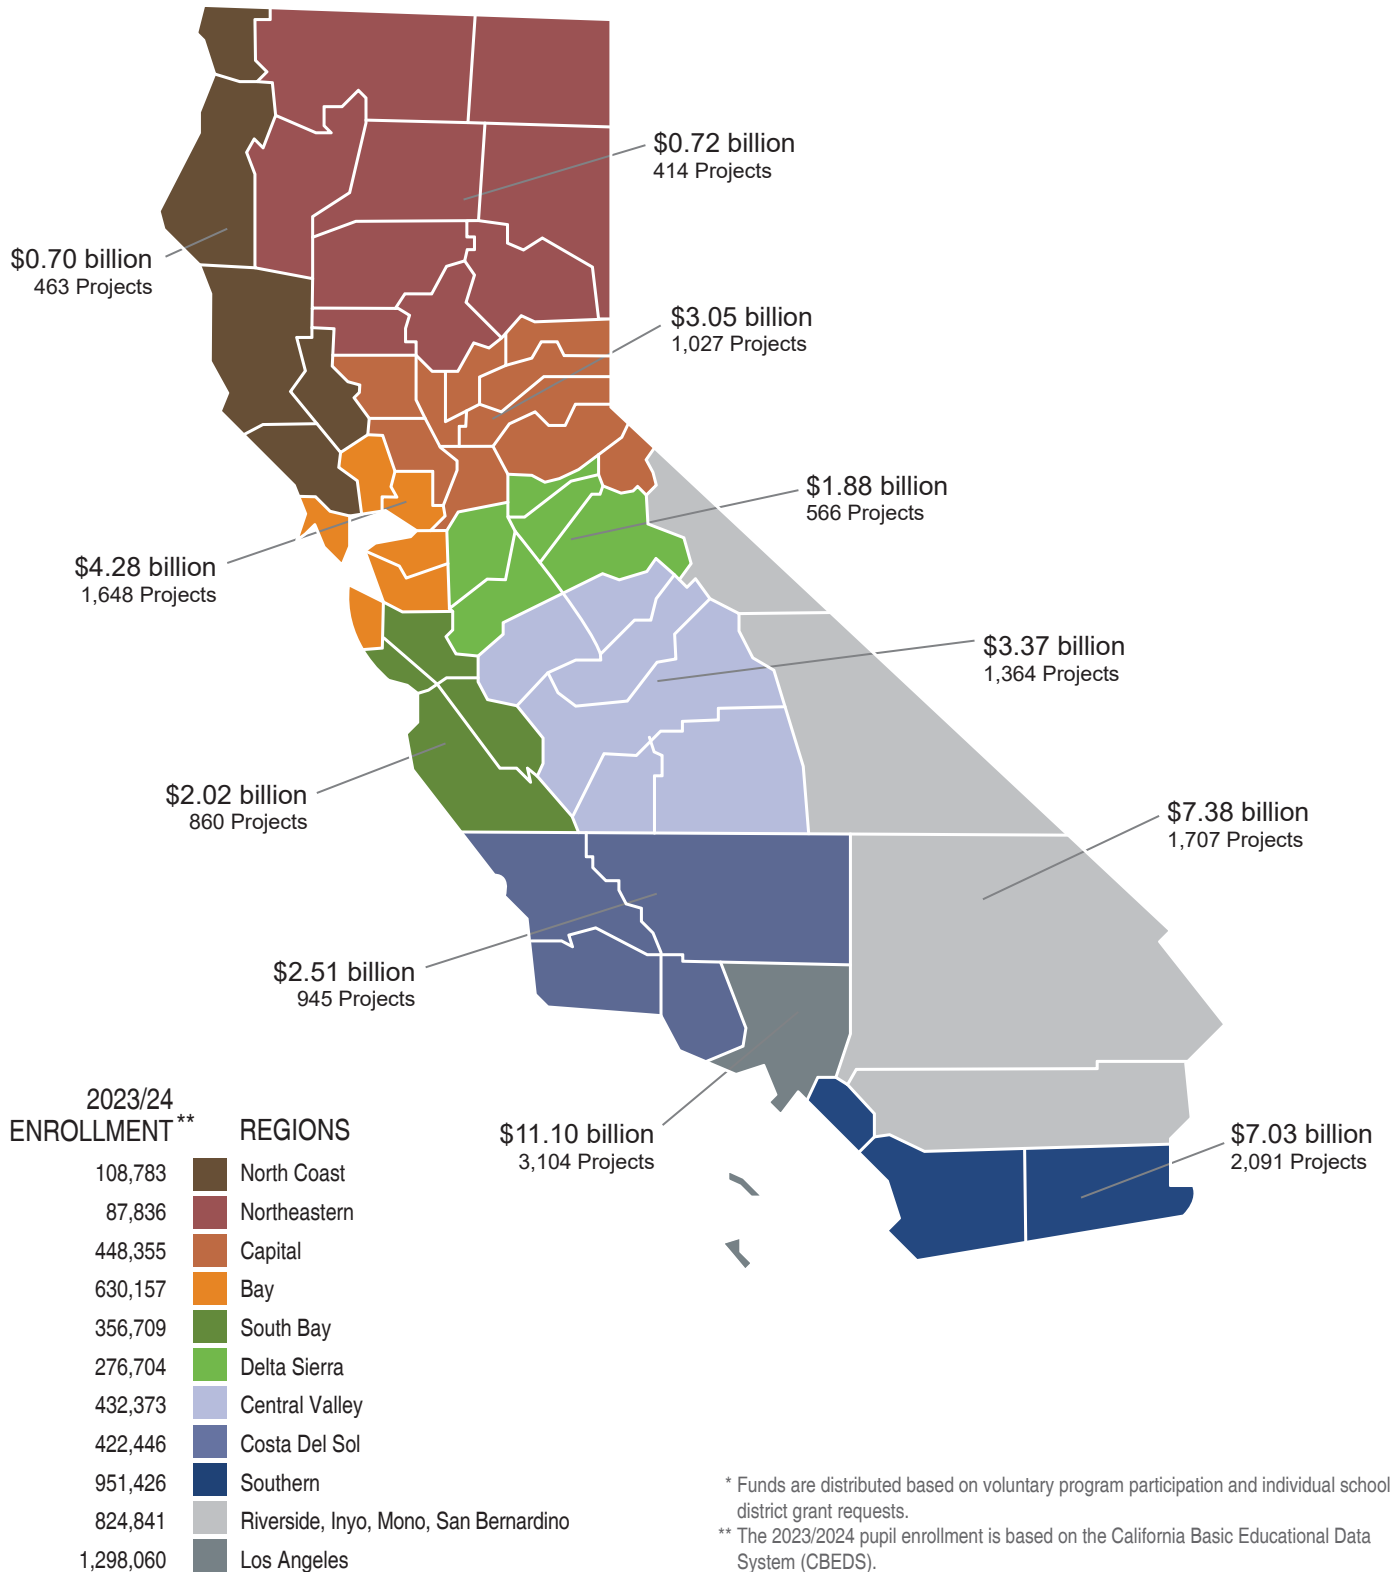 $0.72 billion
414 Projects
$0.70 billion
463 Projects
$3.05 billion
1,027 Projects
$1.88 billion
566 Projects
$4.28 billion
1,648 Projects
$3.37 billion
1,364 Projects
$2.02 billion
860 Projects
$7.38 billion
1,707 Projects
$2.51 billion
945 Projects
$11.10 billion
3,104 Projects
$7.03 billion
2,091 Projects
2023/24
ENROLLMENT** REGIONS
108,783 North Coast
87,836 Northeastern
448,355 Capital
630,157 Bay
356,709 South Bay
276,704 Delta Sierra
432,373 Central Valley
422,446 Costa Del Sol
951,426 Southern
824,841 Riverside, Inyo, Mono, San Bernardino
1,298,060 Los Angeles
* Funds are distributed based on voluntary program participation and individual school
district grant requests.
** The 2023/2024 pupil enrollment is based on the California Basic Educational Data
System (CBEDS).